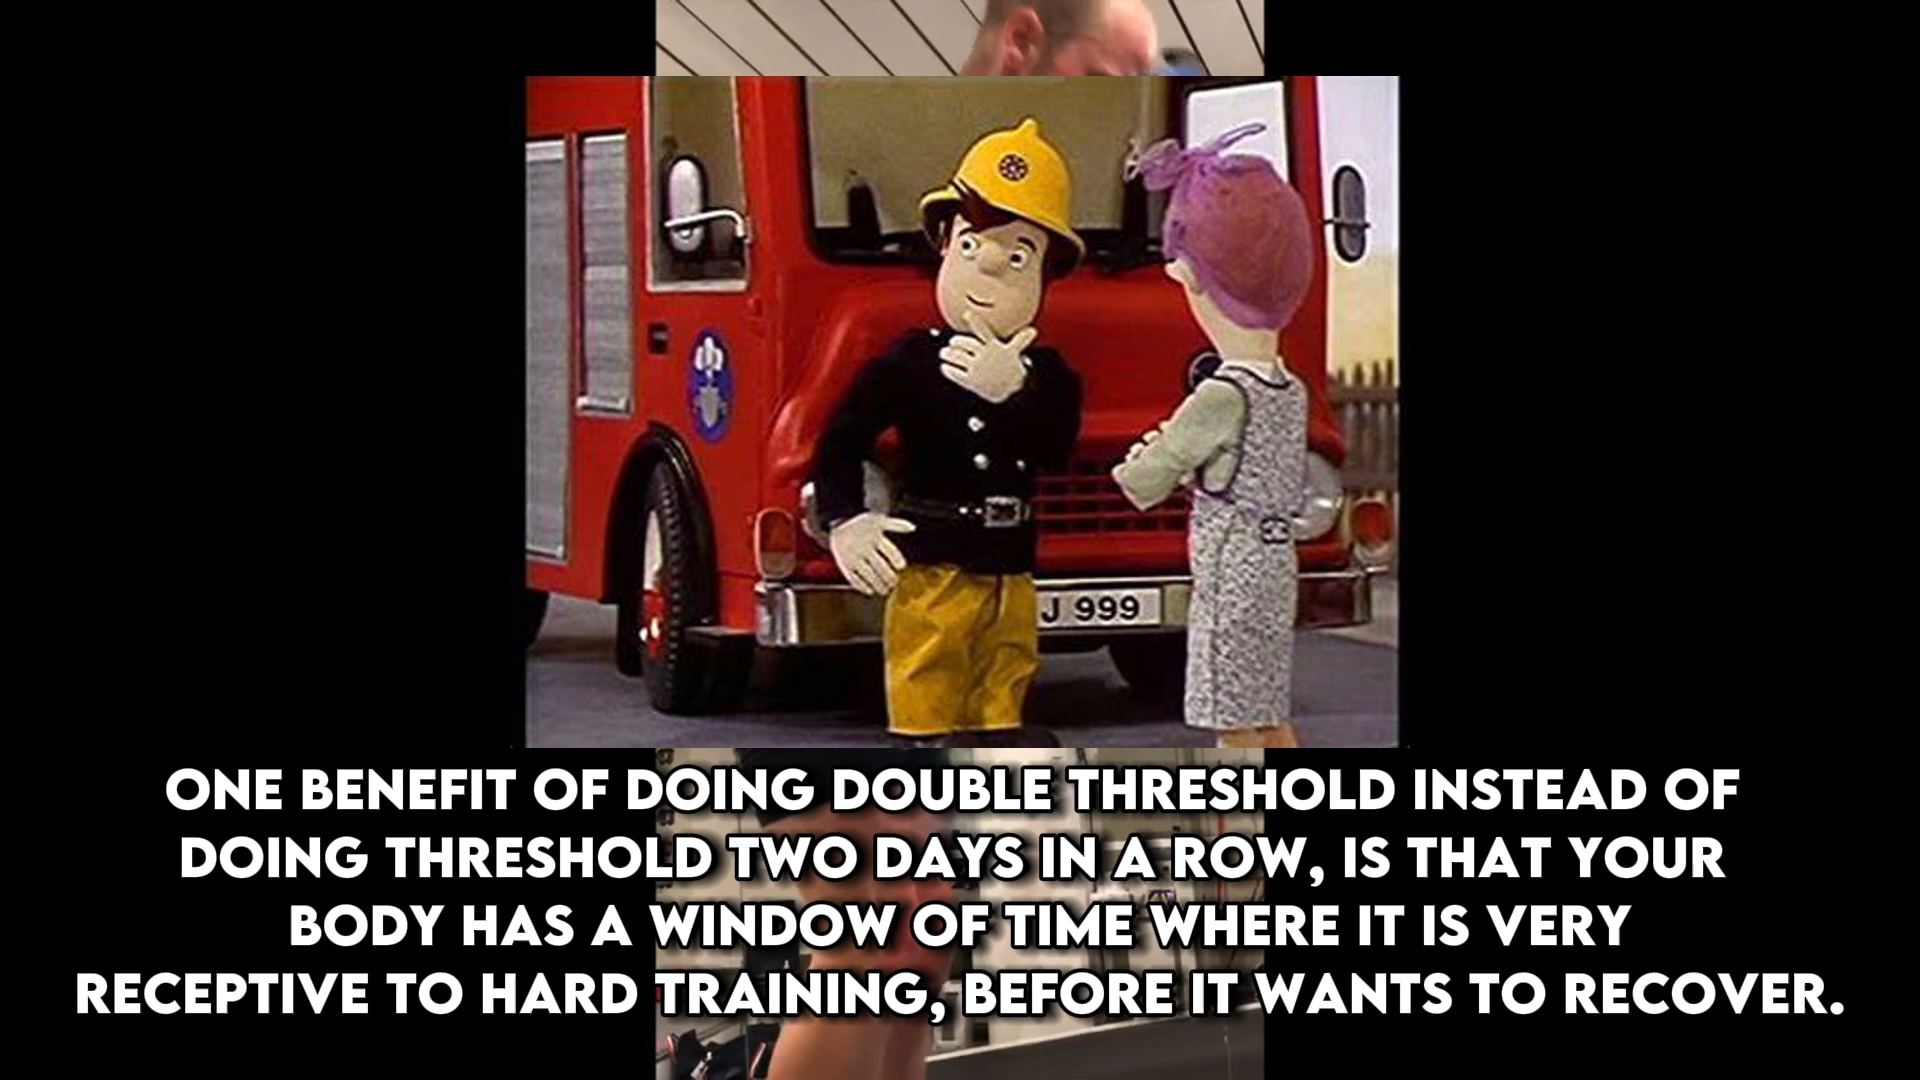 J 999
ONE BENEFIT OF DOING DOUBLE THRESHOLD INSTEAD OF
DOING THRESHOLD TWO DAYS IN A ROW, IS THAT YOUR
BODY HAS A WINDOW OF TIME WHERE IT IS VERY
RECEPTIVE TO HARD TRAINING, BEFORE IT WANTS TO RECOVER.